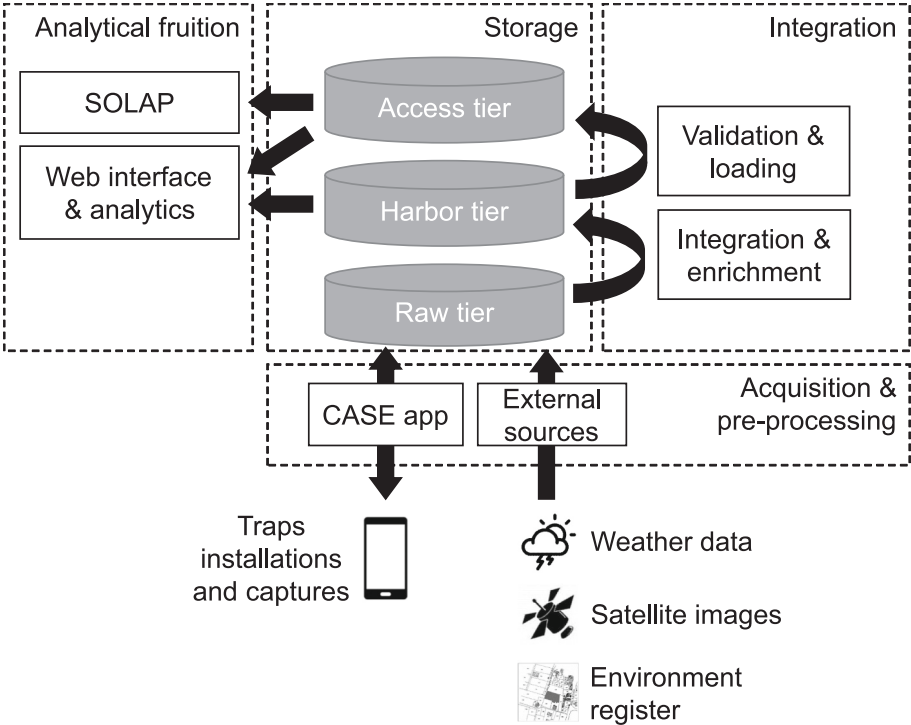 Analytical fruition
Storage
Integration
SOLAP
Access tier
Validation &
loading
Web interface
& analytics
Harbor tier
Integration &
enrichment
Raw tier
Acquisition &
pre-processing
CASE app
External
sources
Traps
installations
and captures
Weather data
Satellite images
Environment
register